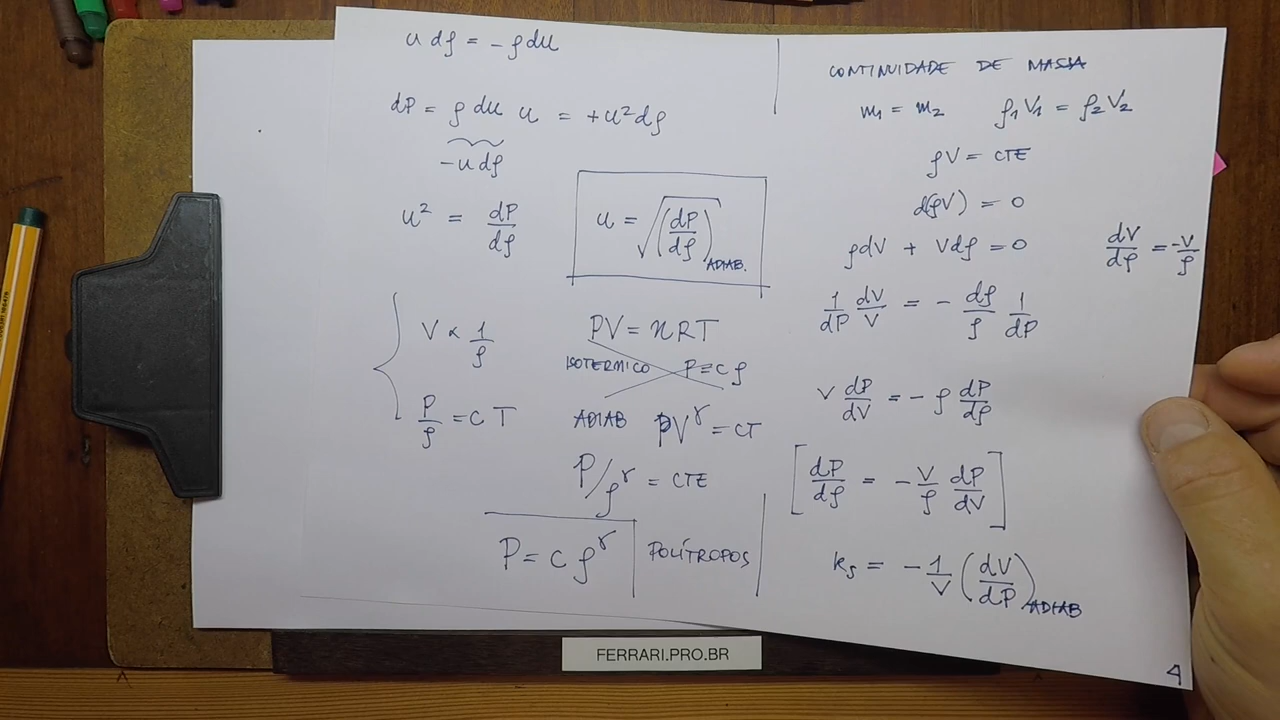 u dρ = - ρ du
dP = ρ du u = + u² dρ
- u dρ
u² = dP/dρ
u = √(dP/dρ) ADIAB.
V ∝ 1/ρ
P/ρ = C T
PV = nRT
ISOTERMICO P = C ρ
ADIAB PV^γ = CT
P/ρ^γ = CTE
P = C ρ^γ
POLÍTROPOS
CONTINUIDADE DE MASSA
m₁ = m₂ ρ₁V₁ = ρ₂V₂
ρV = CTE
d(ρV) = 0
ρdV + Vdρ = 0
dV/dρ = -V/ρ
1/dP dV/V = - dρ/ρ 1/dP
V dP/dV = - ρ dP/dρ
[dP/dρ = - V/ρ dP/dV]
ks = - 1/V (dV/dP) ADIAB
4
FERRARI.PRO.BR